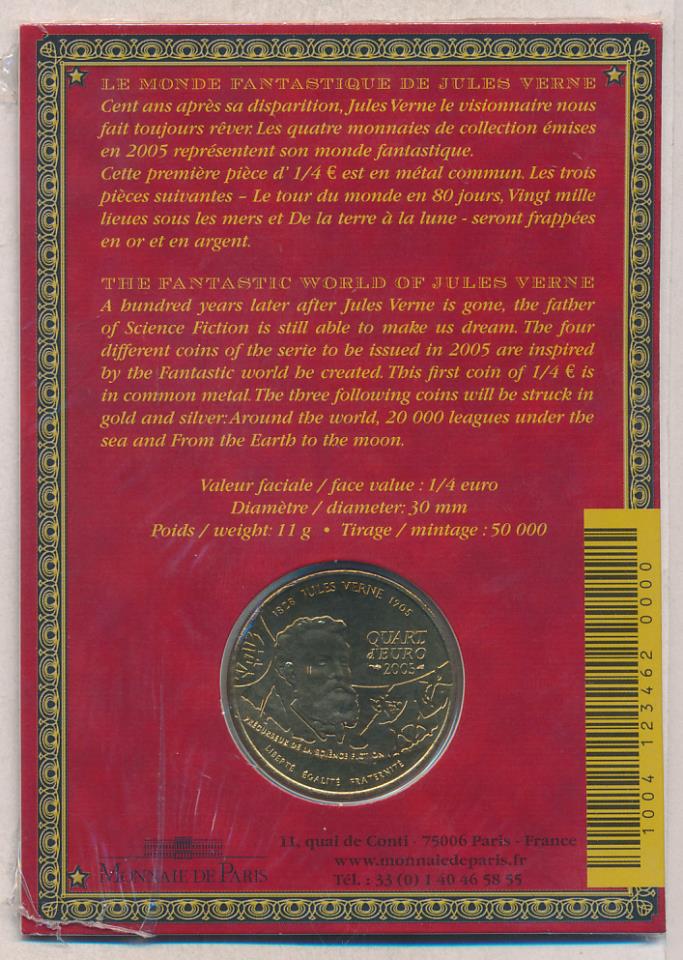 LE MONDE FANTASTIQUE DE JULES VERNE
Cent ans après sa disparition, Jules Verne le visionnaire nous
fait toujours rêver. Les quatre monnaies de collection émises
en 2005 représentent son monde fantastique.
Cette première pièce d' 1/4 € est en métal commun. Les trois
pièces suivantes – Le tour du monde en 80 jours, Vingt mille
lieues sous les mers et De la terre à la lune - seront frappées
en or et en argent.
THE FANTASTIC WORLD OF JULES VERNE
A hundred years later after Jules Verne is gone, the father
of Science Fiction is still able to make us dream. The four
different coins of the serie to be issued in 2005 are inspired
by the Fantastic world he created. This first coin of 1/4 € is
in common metal. The three following coins will be struck in
gold and silver: Around the world, 20 000 leagues under the
sea and From the Earth to the moon.
Valeur faciale / face value : 1/4 euro
Diamètre / diameter: 30 mm
Poids / weight: 11 g • Tirage / mintage : 50 000
1828 JULES VERNE 1905
QUART
d'EURO
2005
PRÉCURSEUR DE LA SCIENCE FICTION
LIBERTÉ ÉGALITÉ FRATERNITÉ
1004 123462 0000
MONNAIE DE PARIS
11, quai de Conti · 75006 Paris - France
www.monnaiedeparis.fr
Tél. : 33 (0) 1 40 46 58 55